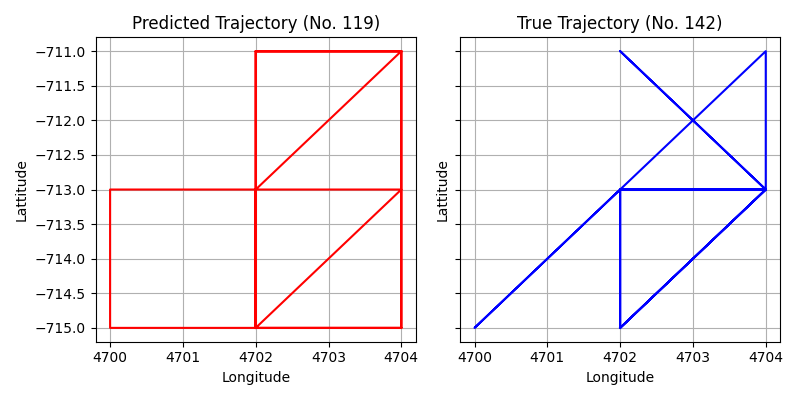 Predicted Trajectory (No. 119)
True Trajectory (No. 142)
−711.0
−711.5
−712.0
−712.5
−713.0
−713.5
−714.0
−714.5
−715.0
Lattitude
Lattitude
4700 4701 4702 4703 4704
4700 4701 4702 4703 4704
Longitude
Longitude